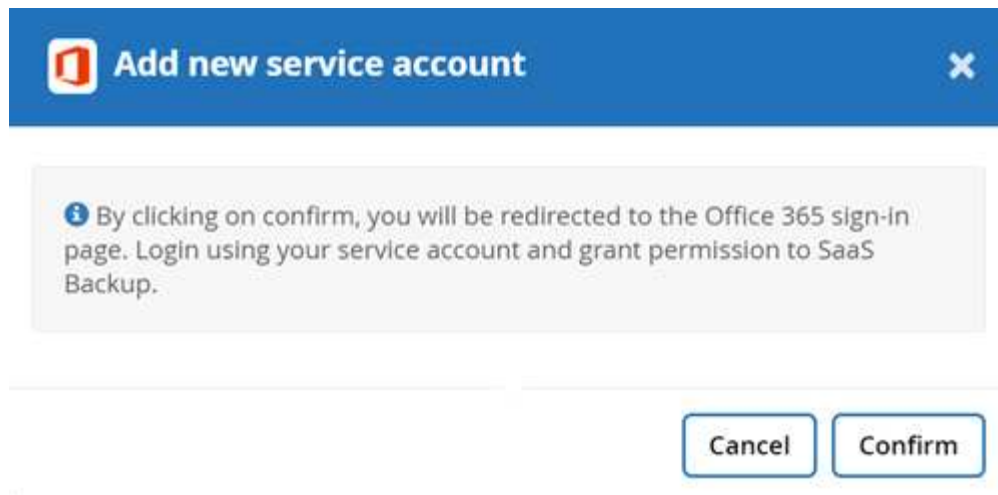 Add new service account
By clicking on confirm, you will be redirected to the Office 365 sign-in
page. Login using your service account and grant permission to SaaS
Backup.
Cancel Confirm